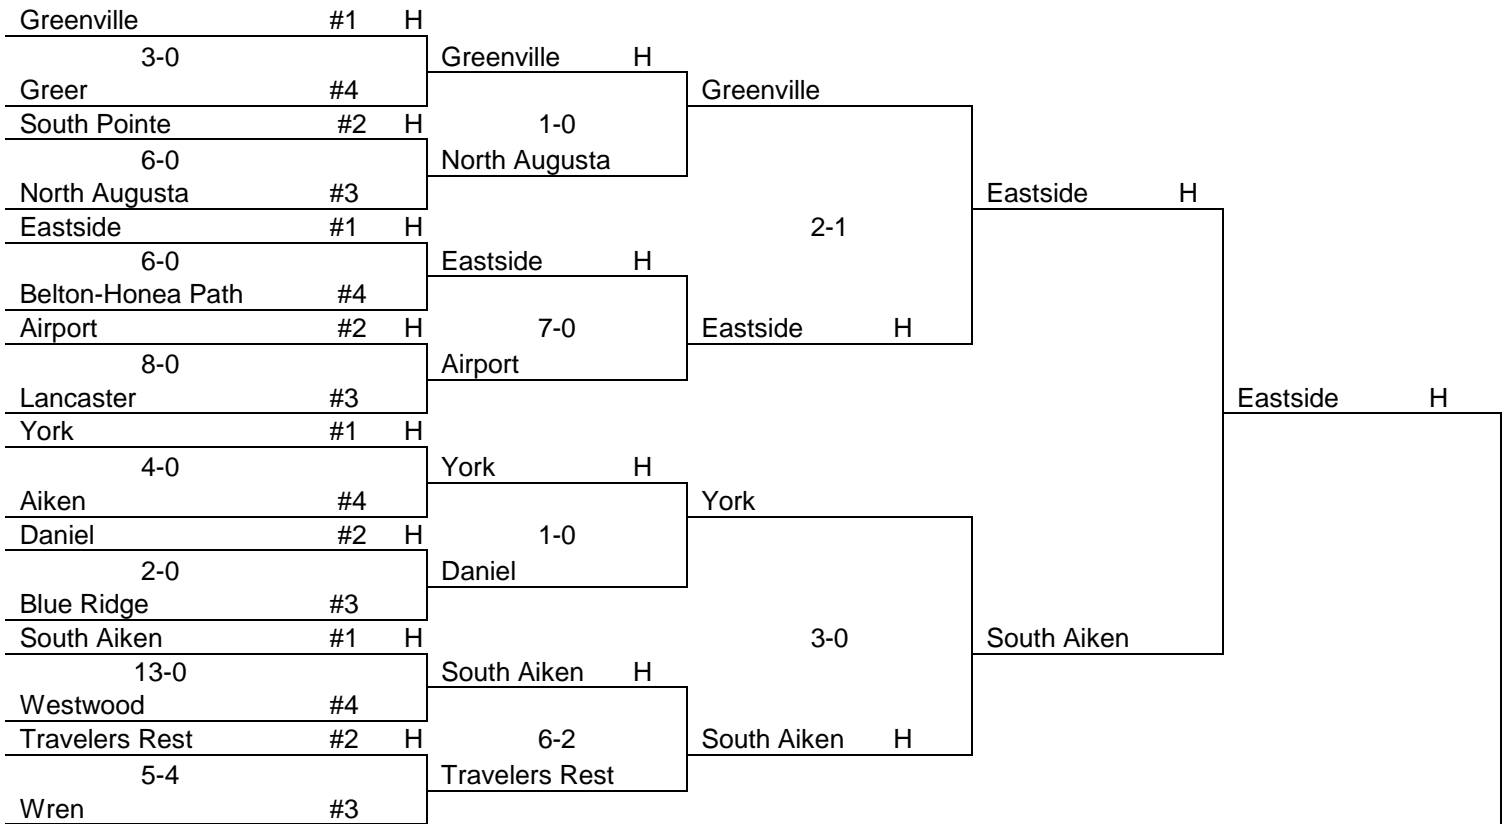 Greenville #1 H
3-0 Greenville H
Greer #4 Greenville
South Pointe #2 H 1-0
6-0 North Augusta
North Augusta #3 Eastside H
Eastside #1 H 2-1
6-0 Eastside H
Belton-Honea Path #4
Airport #2 H 7-0 Eastside H
8-0 Airport
Lancaster #3 Eastside H
York #1 H
4-0 York H
Aiken #4 York
Daniel #2 H 1-0
2-0 Daniel
Blue Ridge #3
South Aiken #1 H 3-0 South Aiken
13-0 South Aiken H
Westwood #4
Travelers Rest #2 H 6-2 South Aiken H
5-4 Travelers Rest
Wren #3